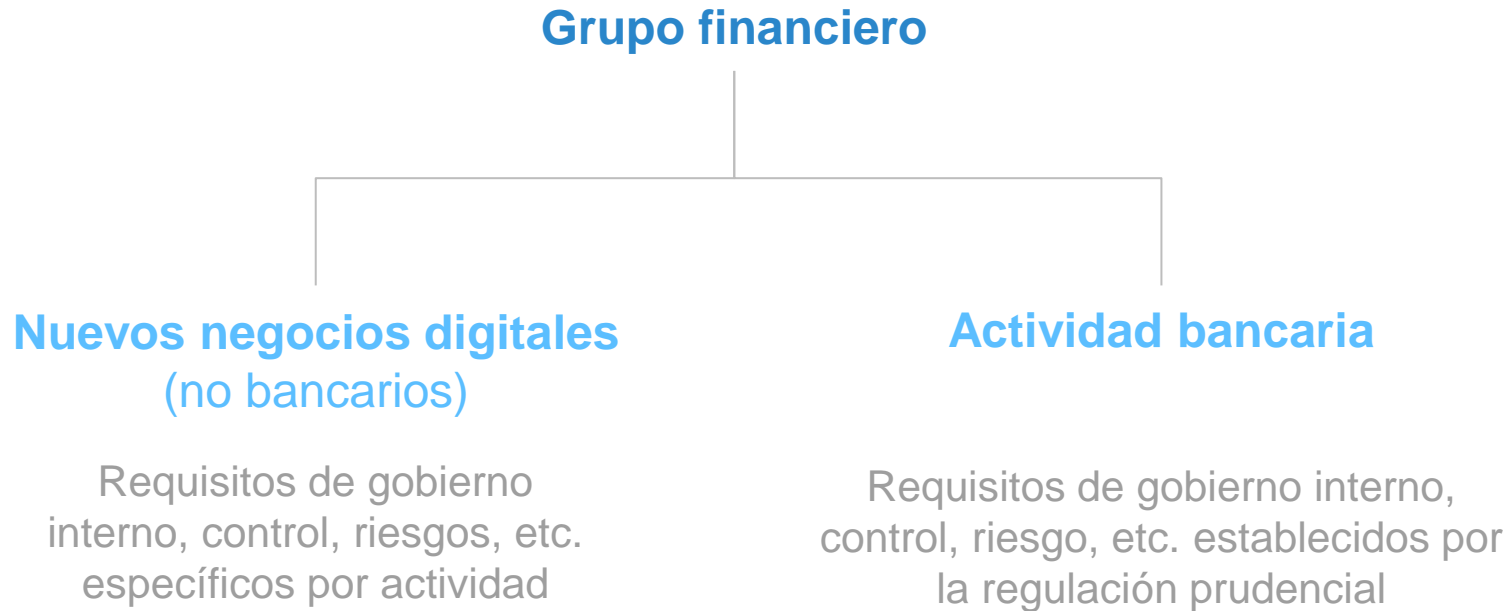 Grupo financiero
Nuevos negocios digitales
(no bancarios)
Requisitos de gobierno
interno, control, riesgos, etc.
específicos por actividad
Actividad bancaria
Requisitos de gobierno interno,
control, riesgo, etc. establecidos por
la regulación prudencial